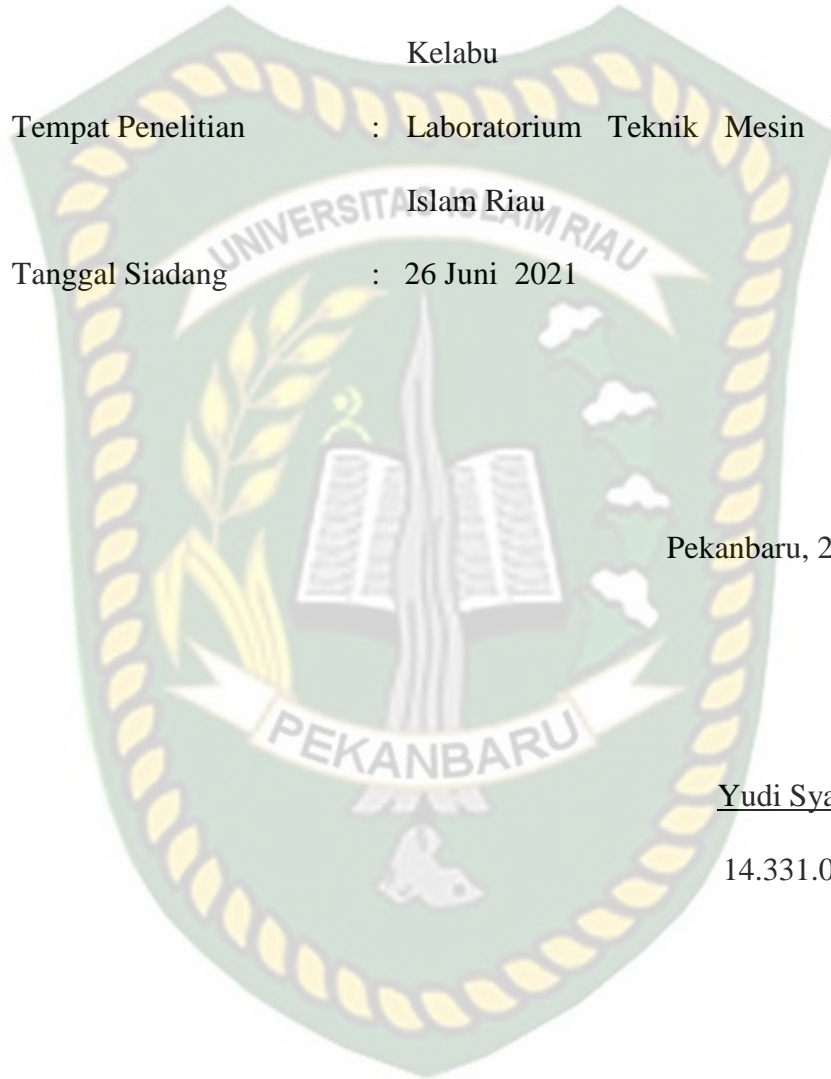 Kelabu
Tempat Penelitian : Laboratorium Teknik Mesin
Islam Riau
UNIVERSITAS ISLAM RIAU
Tanggal Siadang : 26 Juni 2021
Pekanbaru, 2
PEKANBARU
Yudi Sya
14.331.0